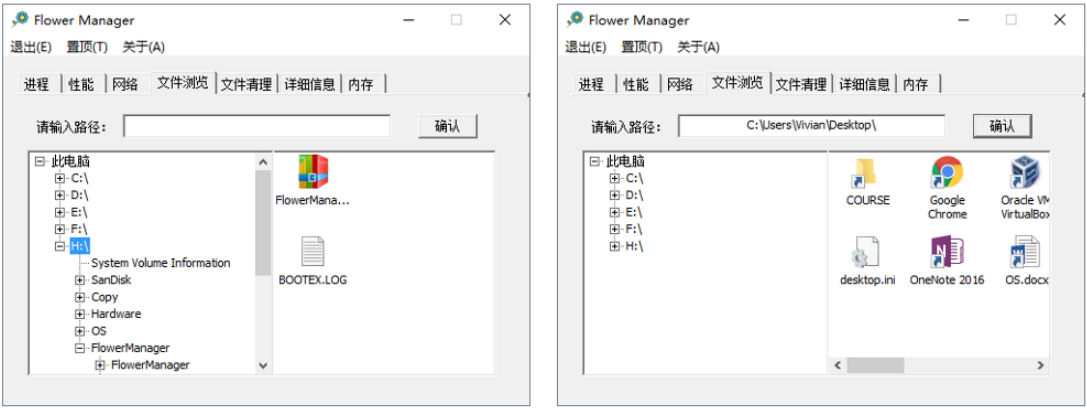 Flower Manager
退出(E) 置顶(T) 关于(A)
进程 性能 网络 文件浏览 文件清理 详细信息 内存
请输入路径： 确认
此电脑
C:\
D:\
E:\
F:\
H:\
System Volume Information
SanDisk
Copy
Hardware
OS
FlowerManager
FlowerManager
FlowerMana...
BOOTEX.LOG
Flower Manager
退出(E) 置顶(T) 关于(A)
进程 性能 网络 文件浏览 文件清理 详细信息 内存
请输入路径： C:\Users\Vivian\Desktop\ 确认
此电脑
C:\
D:\
E:\
F:\
H:\
COURSE
Google
Chrome
Oracle VM
VirtualBox
desktop.ini
OneNote 2016
OS.docx